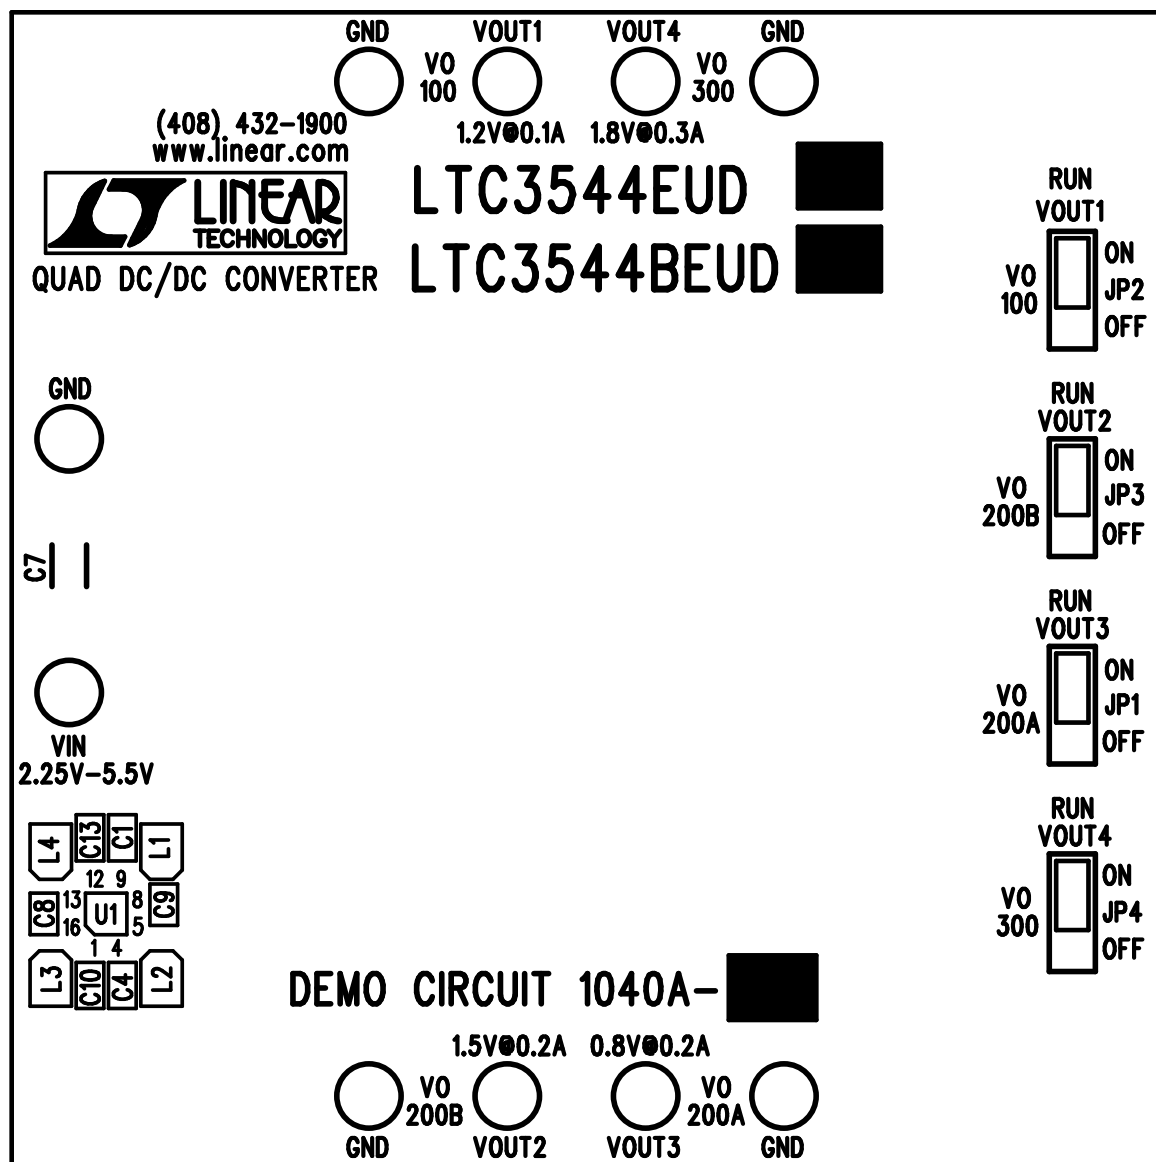 GND
VO
100
VOUT1
VOUT4
VO
300
GND
1.2V@0.1A
1.8V@0.3A
(408) 432-1900
www.linear.com
LINEAR
TECHNOLOGY
QUAD DC/DC CONVERTER
LTC3544EUD
LTC3544BEUD
RUN
VOUT1
VO
100
ON
JP2
OFF
GND
RUN
VOUT2
VO
200B
ON
JP3
OFF
C7
RUN
VOUT3
VO
200A
ON
JP1
OFF
VIN
2.25V-5.5V
RUN
VOUT4
VO
300
ON
JP4
OFF
L4
C13
C1
L1
12 9
C8
13
16
U1
8
5
C9
1 4
L3
C10
C4
L2
DEMO CIRCUIT 1040A-
1.5V@0.2A
0.8V@0.2A
VO
200B
VO
200A
GND
VOUT2
VOUT3
GND